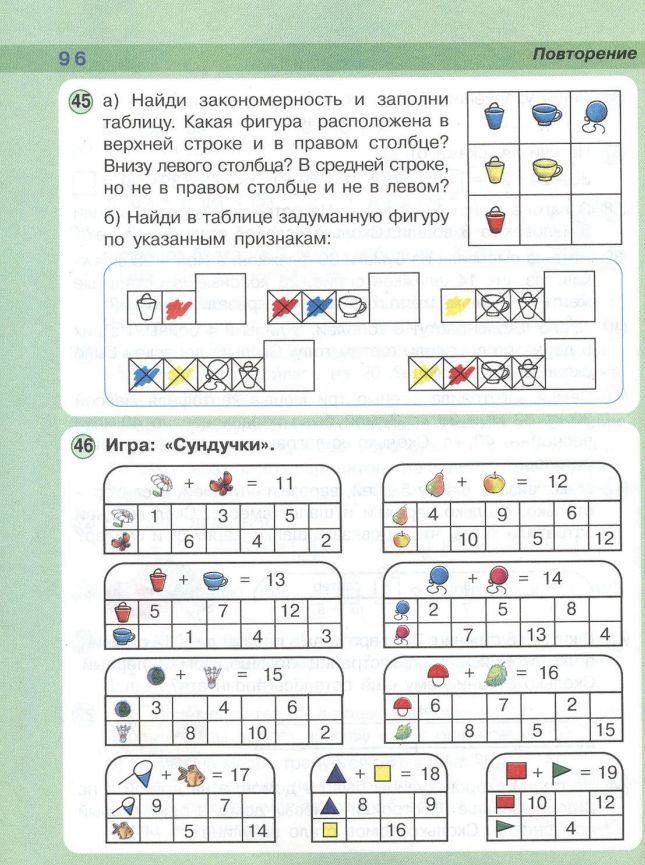 96
Повторение
45 а) Найди закономерность и заполни
таблицу. Какая фигура расположена в
верхней строке и в правом столбце?
Внизу левого столбца? В средней строке,
но не в правом столбце и не в левом?
б) Найди в таблице задуманную фигуру
по указанным признакам:
46 Игра: «Сундучки».
+ = 11
3 5
6 4 2
+ = 12
4 9 6
10 5 12
+ = 13
5 7 12
1 4 3
+ = 14
2 5 8
7 13 4
+ = 15
3 4 6
8 10 2
+ = 16
6 7 2
8 5 15
+ = 17
9 8
5 14
+ = 18
9
8 16
+ = 19
10 12
4